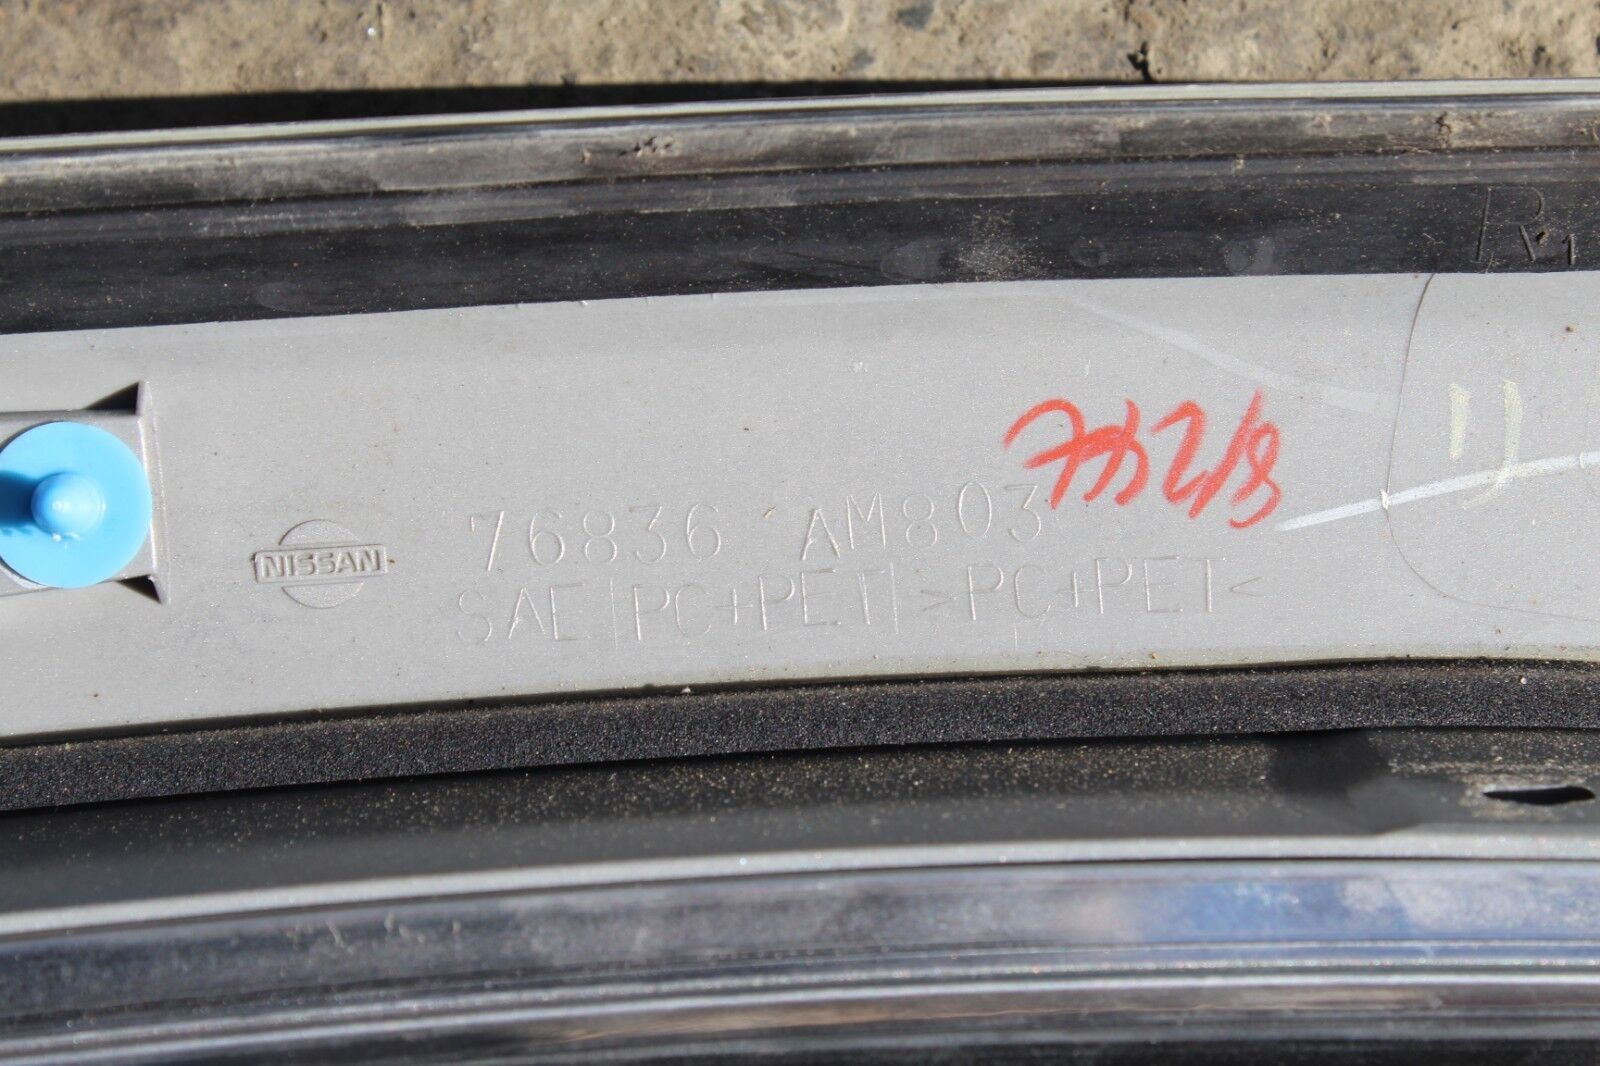 NISSAN
76836 AM803
SAE |PC+PET| >PC+PET<